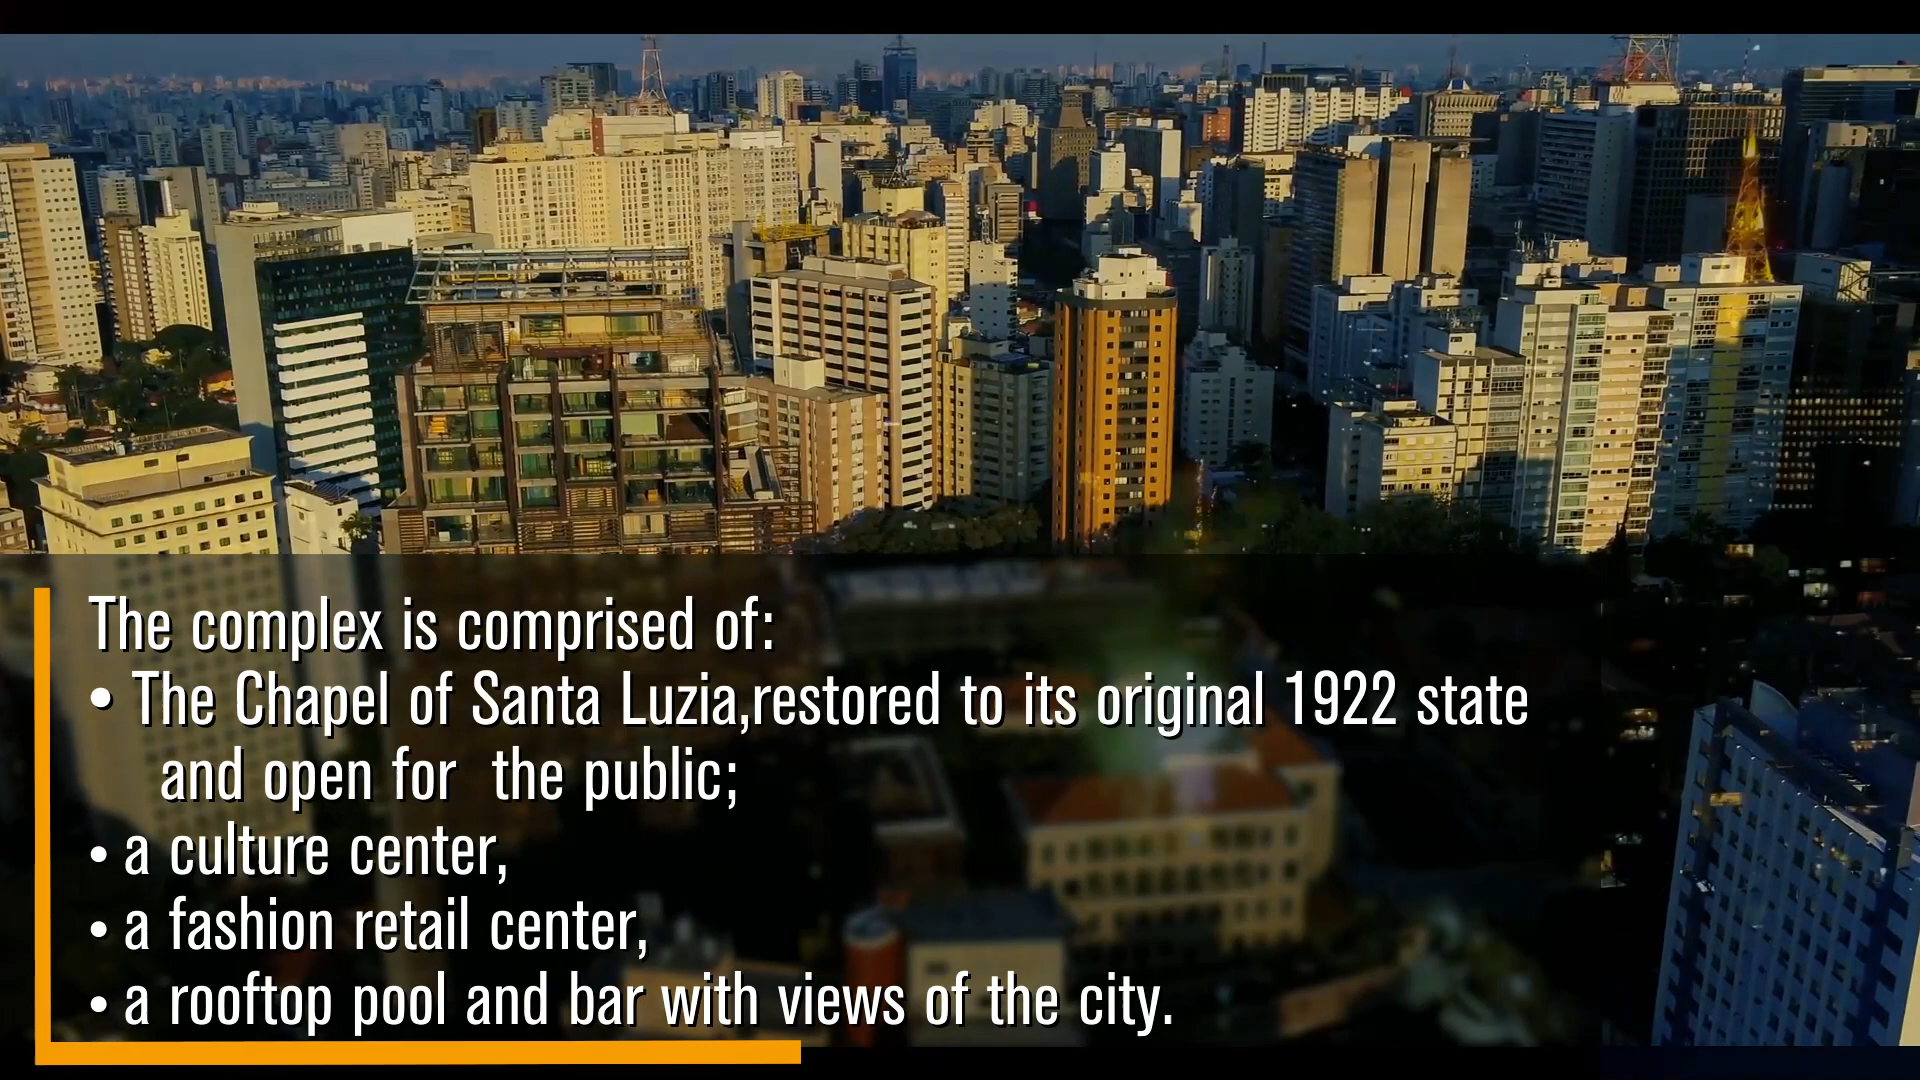 The complex is comprised of:
• The Chapel of Santa Luzia,restored to its original 1922 state
and open for  the public;
• a culture center,
• a fashion retail center,
• a rooftop pool and bar with views of the city.